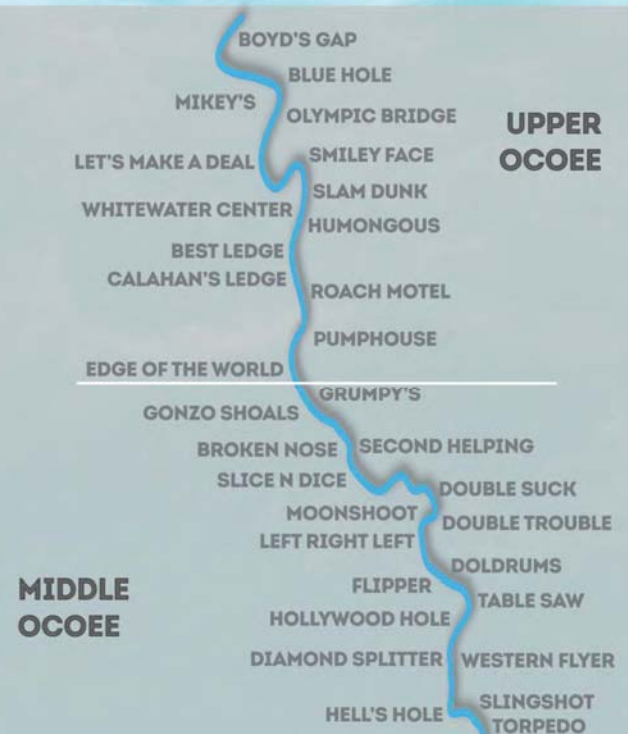 BOYD'S GAP
BLUE HOLE
MIKEY'S
OLYMPIC BRIDGE
UPPER
OCOEE
LET'S MAKE A DEAL
SMILEY FACE
SLAM DUNK
WHITEWATER CENTER
HUMONGOUS
BEST LEDGE
CALAHAN'S LEDGE
ROACH MOTEL
PUMPHOUSE
EDGE OF THE WORLD
GRUMPY'S
GONZO SHOALS
BROKEN NOSE
SECOND HELPING
SLICE N DICE
DOUBLE SUCK
MOONSHOOT
DOUBLE TROUBLE
LEFT RIGHT LEFT
DOLDRUMS
FLIPPER
MIDDLE
OCOEE
TABLE SAW
HOLLYWOOD HOLE
DIAMOND SPLITTER
WESTERN FLYER
HELL'S HOLE
SLINGSHOT
TORPEDO